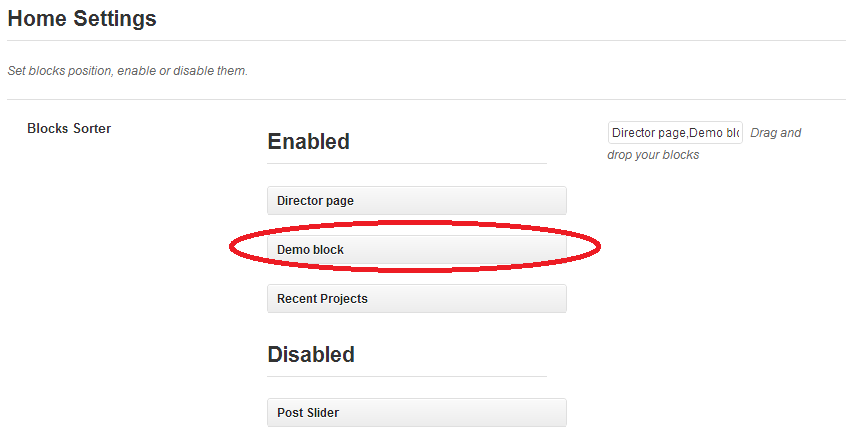 Home Settings
Set blocks position, enable or disable them.
Blocks Sorter
Enabled
Director page
Demo block
Recent Projects
Disabled
Post Slider
Director page,Demo Drag and
drop your blocks